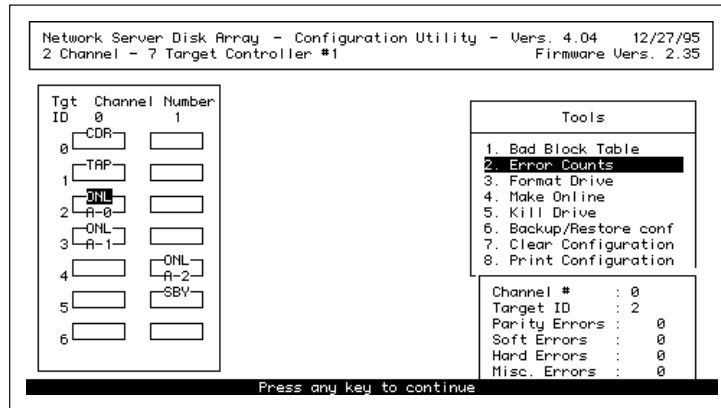 Network Server Disk Array - Configuration Utility - Vers. 4.04 12/27/95
2 Channel - 7 Target Controller #1 Firmware Vers. 2.35
Tgt Channel Number
ID 0 1
CDR
0
TAP
1
ONL
2 A-0
ONL
3 A-1
ONL
4 A-2
SBY
5
6
Tools
1. Bad Block Table
2. Error Counts
3. Format Drive
4. Make Online
5. Kill Drive
6. Backup/Restore conf
7. Clear Configuration
8. Print Configuration
Channel # : 0
Target ID : 2
Parity Errors : 0
Soft Errors : 0
Hard Errors : 0
Misc. Errors : 0
Press any key to continue